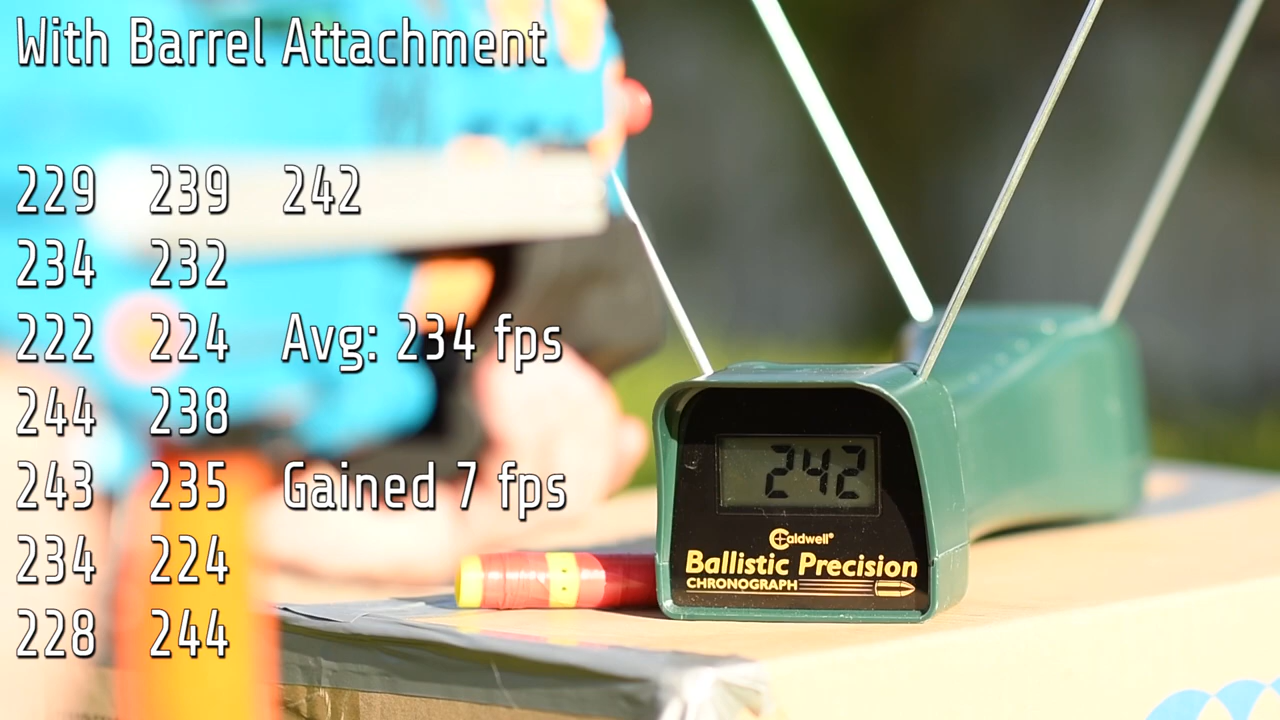 With Barrel Attachment
229 239 242
234 232
222 224 Avg: 234 fps
244 238
243 235 Gained 7 fps
234 224
228 244
242
Caldwell®
Ballistic Precision
CHRONOGRAPH